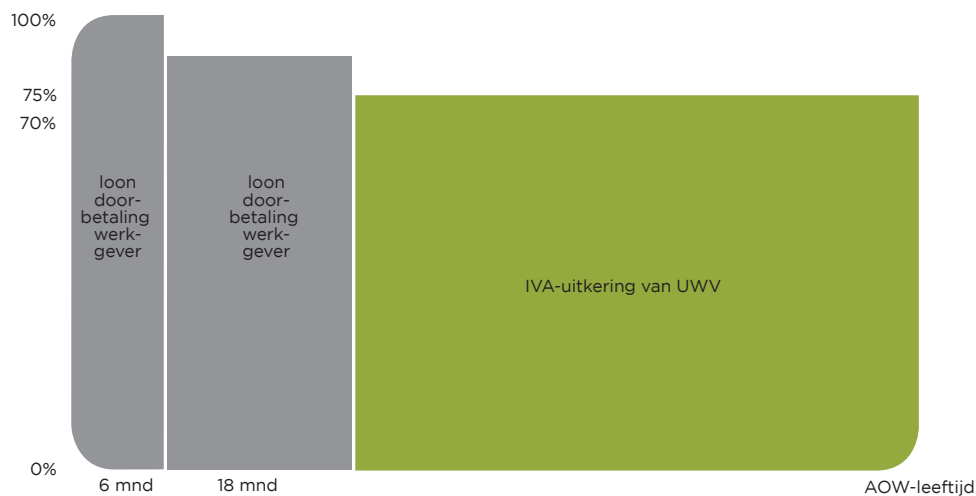 100%
75%
70%
loon
door-
betaling
werk-
gever
loon
door-
betaling
werk-
gever
IVA-uitkering van UWV
0%
6 mnd
18 mnd
AOW-leeftijd